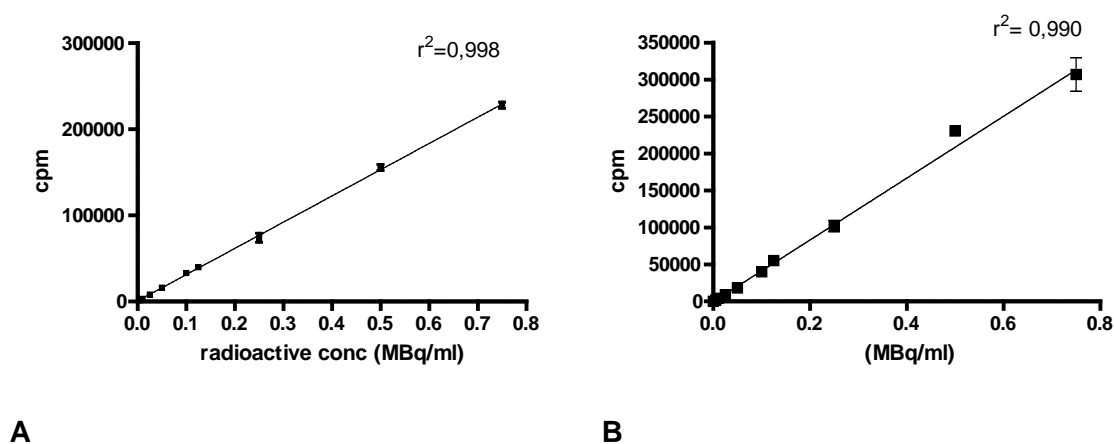 r²=0,998
300000
200000
100000
0
cpm
0.0 0.1 0.2 0.3 0.4 0.5 0.6 0.7 0.8
radioactive conc (MBq/ml)
A
r²= 0,990
350000
300000
250000
200000
150000
100000
50000
0
cpm
0.0 0.2 0.4 0.6 0.8
(MBq/ml)
B